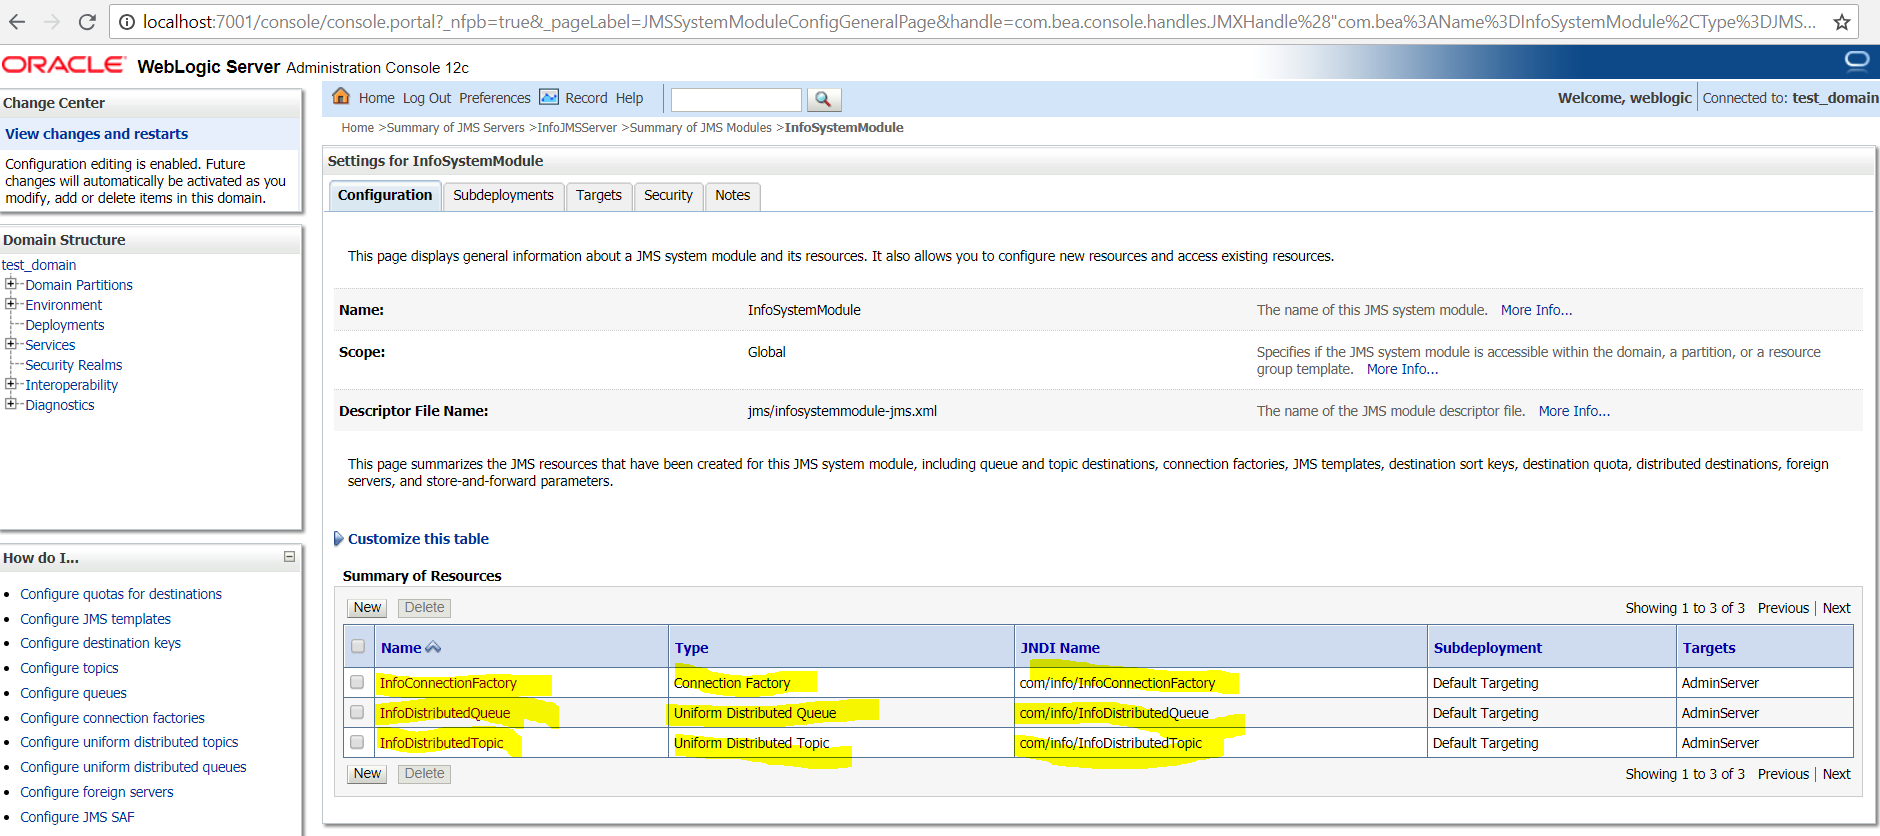 localhost:7001/console/console.portal?_nfpb=true&_pageLabel=JMSSystemModuleConfigGeneralPage&handle=com.bea.console.handles.JMXHandle%28"com.bea%3AName%3DInfoSystemModule%2CType%3DJMS...
ORACLE WebLogic Server Administration Console 12c
Change Center
View changes and restarts
Configuration editing is enabled. Future
changes will automatically be activated as you
modify, add or delete items in this domain.
Domain Structure
test_domain
Domain Partitions
Environment
Deployments
Services
Security Realms
Interoperability
Diagnostics
How do I...
Configure quotas for destinations
Configure JMS templates
Configure destination keys
Configure topics
Configure queues
Configure connection factories
Configure uniform distributed topics
Configure uniform distributed queues
Configure foreign servers
Configure JMS SAF
Home Log Out Preferences Record Help
Welcome, weblogic Connected to: test_domain
Home >Summary of JMS Servers >InfoJMSServer >Summary of JMS Modules >InfoSystemModule
Settings for InfoSystemModule
Configuration Subdeployments Targets Security Notes
This page displays general information about a JMS system module and its resources. It also allows you to configure new resources and access existing resources.
Name: InfoSystemModule The name of this JMS system module. More Info...
Scope: Global Specifies if the JMS system module is accessible within the domain, a partition, or a resource
group template. More Info...
Descriptor File Name: jms/infosystemmodule-jms.xml The name of the JMS module descriptor file. More Info...
This page summarizes the JMS resources that have been created for this JMS system module, including queue and topic destinations, connection factories, JMS templates, destination sort keys, destination quota, distributed destinations, foreign
servers, and store-and-forward parameters.
Customize this table
Summary of Resources
New Delete Showing 1 to 3 of 3 Previous | Next
Name Type JNDI Name Subdeployment Targets
InfoConnectionFactory Connection Factory com/info/InfoConnectionFactory Default Targeting AdminServer
InfoDistributedQueue Uniform Distributed Queue com/info/InfoDistributedQueue Default Targeting AdminServer
InfoDistributedTopic Uniform Distributed Topic com/info/InfoDistributedTopic Default Targeting AdminServer
New Delete Showing 1 to 3 of 3 Previous | Next